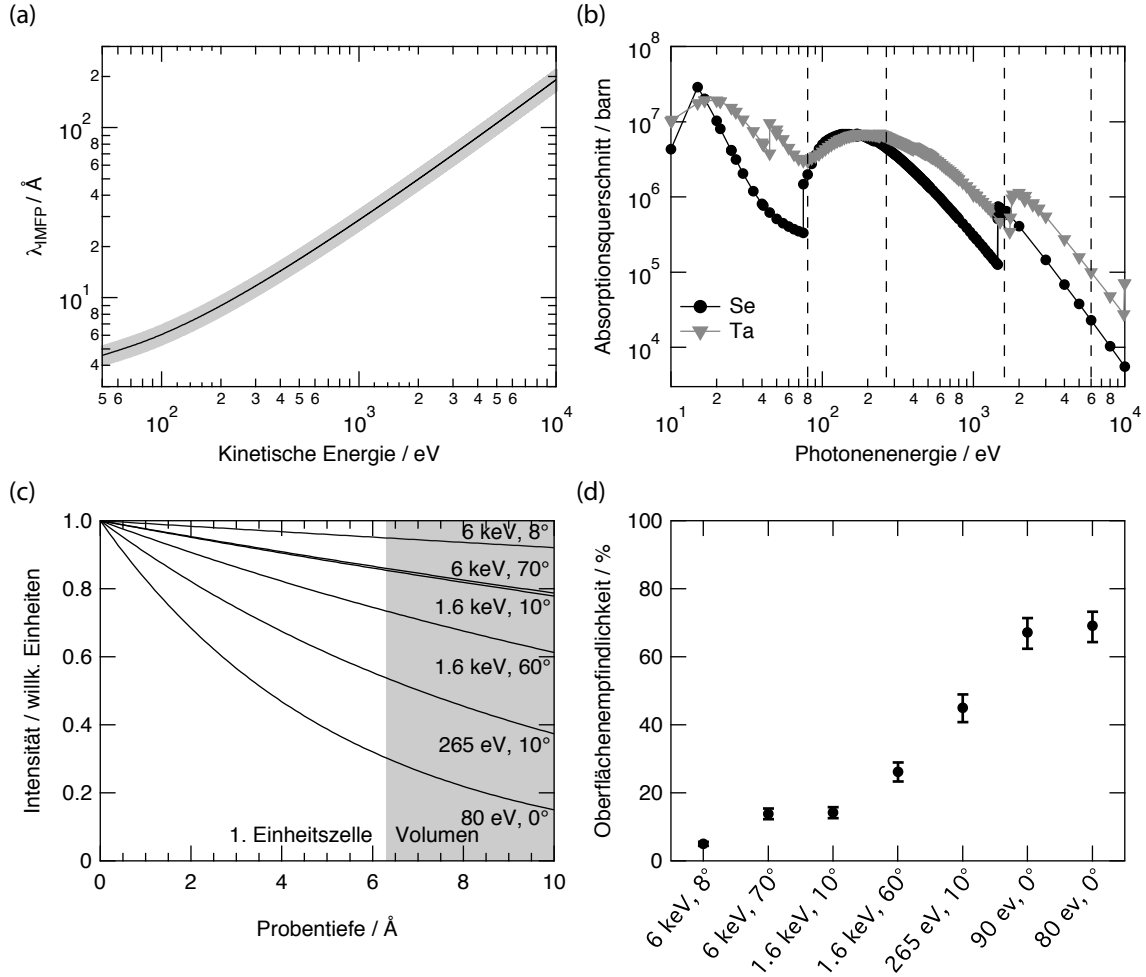 (a)
(b)
λIMFP / Å
10²
10¹
2
8
6
4
2
8
6
4
5 6
10²
2 3 4 5 6
10³
2 3 4 5 6
10⁴
Kinetische Energie / eV
Absorptionsquerschnitt / barn
10⁸
10⁷
10⁶
10⁵
10⁴
Se
Ta
10¹
2 4 6 8
10²
2 4 6 8
10³
2 4 6 8
10⁴
Photonenenergie / eV
(c)
(d)
Intensität / willk. Einheiten
1.0
0.8
0.6
0.4
0.2
0
6 keV, 8°
6 keV, 70°
1.6 keV, 10°
1.6 keV, 60°
265 eV, 10°
80 eV, 0°
1. Einheitszelle
Volumen
0 2 4 6 8 10
Probentiefe / Å
Oberflächenempfindlichkeit / %
100
80
60
40
20
0
6 keV, 8°
6 keV, 70°
1.6 keV, 10°
1.6 keV, 60°
265 ev, 10°
90 ev, 0°
80 ev, 0°